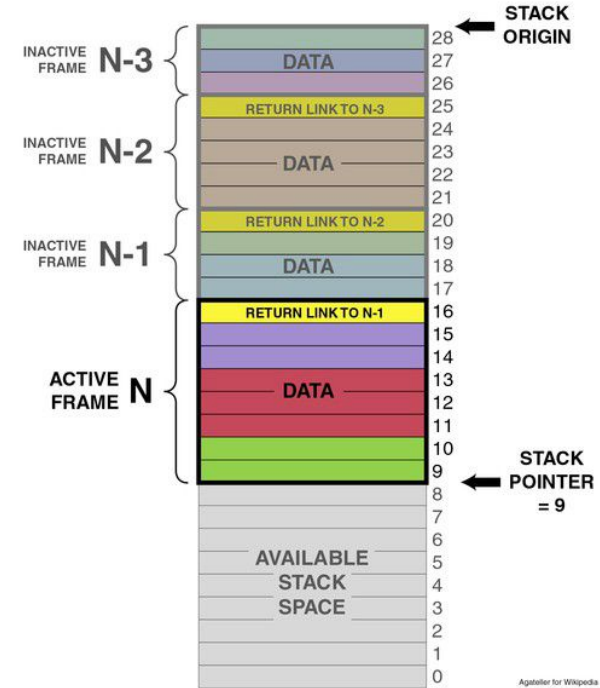 STACK
ORIGIN
28
INACTIVE
FRAME N-3
DATA
27
26
RETURN LINK TO N-3
25
24
INACTIVE
FRAME N-2
23
DATA
22
21
RETURN LINK TO N-2
20
19
INACTIVE
FRAME N-1
DATA
18
17
RETURN LINK TO N-1
16
15
14
ACTIVE
FRAME N
13
DATA
12
11
10
9
STACK
POINTER
= 9
8
7
6
AVAILABLE
STACK
SPACE
5
4
3
2
1
0
Agateller for Wikipedia